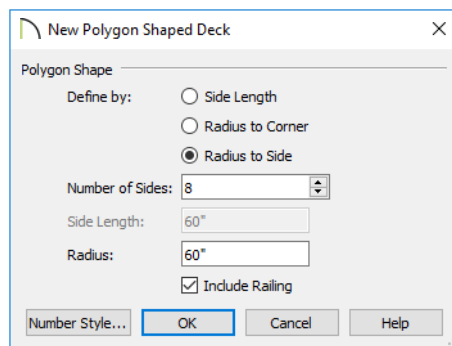 New Polygon Shaped Deck
Polygon Shape
Define by: Side Length
Radius to Corner
Radius to Side
Number of Sides: 8
Side Length: 60"
Radius: 60"
Include Railing
Number Style... OK Cancel Help